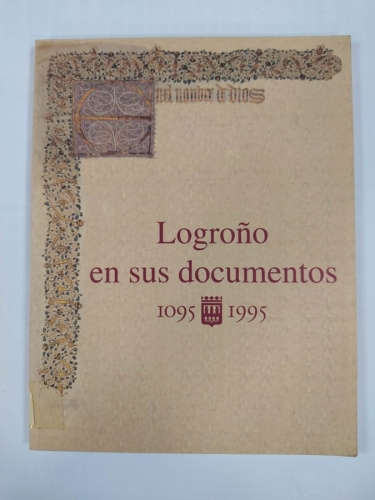 en el nombre de dios
Logroño
en sus documentos
1095 1995